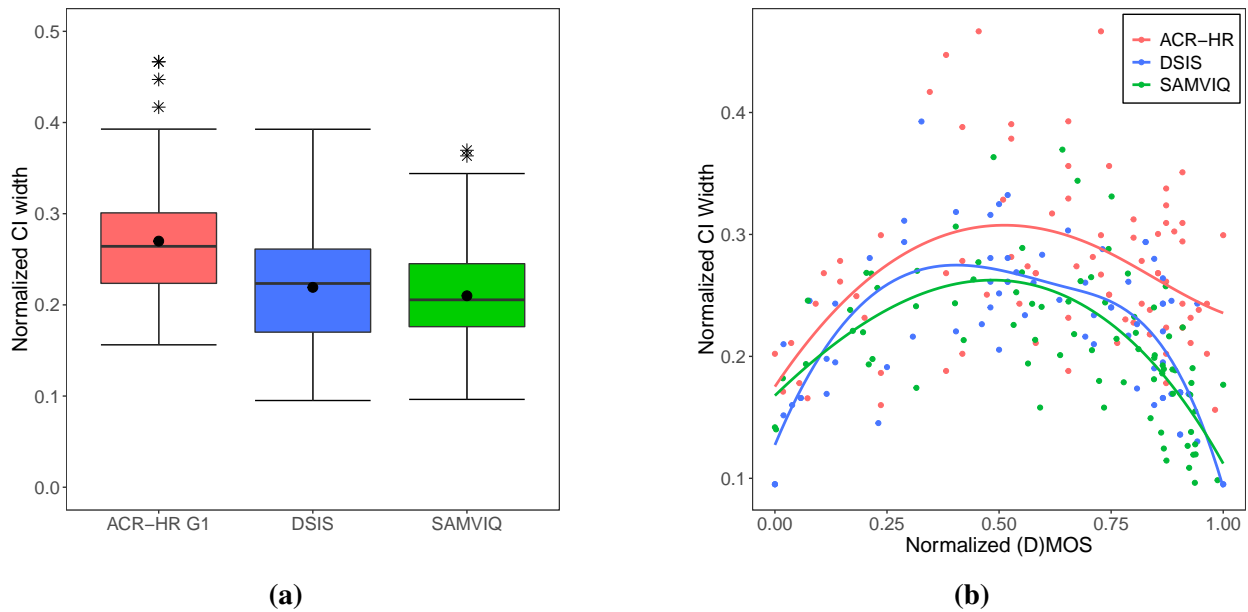 Normalized CI width
0.5
0.4
0.3
0.2
0.1
0.0
ACR−HR G1 DSIS SAMVIQ
(a)
Normalized CI Width
0.4
0.3
0.2
0.1
ACR−HR
DSIS
SAMVIQ
0.00 0.25 0.50 0.75 1.00
Normalized (D)MOS
(b)